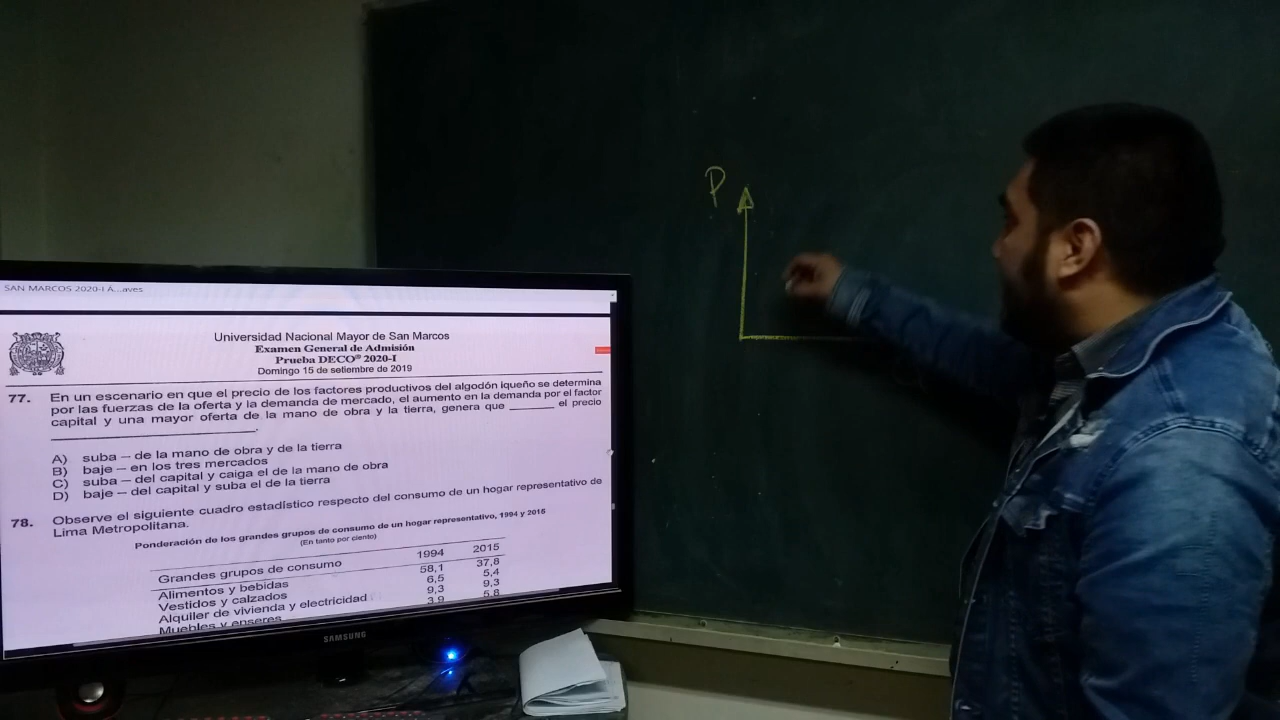 P
SAN MARCOS 2020-I A...aves
Universidad Nacional Mayor de San Marcos
Examen General de Admisión
Prueba DECO® 2020-I
Domingo 15 de setiembre de 2019
77. En un escenario en que el precio de los factores productivos del algodón iqueño se determina
por las fuerzas de la oferta y la demanda de mercado, el aumento en la demanda por el factor
capital y una mayor oferta de la mano de obra y la tierra, genera que ________ el precio
________________________.
A) suba – de la mano de obra y de la tierra
B) baje – en los tres mercados
C) suba – del capital y caiga el de la mano de obra
D) baje – del capital y suba el de la tierra
78. Observe el siguiente cuadro estadístico respecto del consumo de un hogar representativo de
Lima Metropolitana.
Ponderación de los grandes grupos de consumo de un hogar representativo, 1994 y 2015
(En tanto por ciento)
Grandes grupos de consumo 1994 2015
Alimentos y bebidas 58,1 37,8
Vestidos y calzados 6,5 5,4
Alquiler de vivienda y electricidad 9,3 9,3
Muebles y enseres 3,9 5,8
SAMSUNG